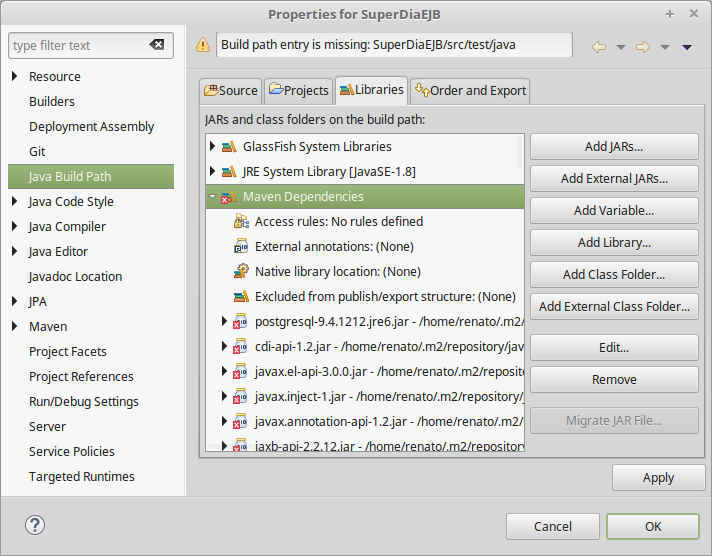 Properties for SuperDiaEJB
type filter text
Build path entry is missing: SuperDiaEJB/src/test/java
Resource
Builders
Deployment Assembly
Git
Java Build Path
Java Code Style
Java Compiler
Java Editor
Javadoc Location
JPA
Maven
Project Facets
Project References
Run/Debug Settings
Server
Service Policies
Targeted Runtimes
Source
Projects
Libraries
Order and Export
JARs and class folders on the build path:
GlassFish System Libraries
JRE System Library [JavaSE-1.8]
Maven Dependencies
Access rules: No rules defined
External annotations: (None)
Native library location: (None)
Excluded from publish/export structure: (None)
postgresql-9.4.1212.jre6.jar - /home/renato/.m2/
cdi-api-1.2.jar - /home/renato/.m2/repository/jav
javax.el-api-3.0.0.jar - /home/renato/.m2/reposito
javax.inject-1.jar - /home/renato/.m2/repository/
javax.annotation-api-1.2.jar - /home/renato/.m2/
jaxb-api-2.2.12.jar - /home/renato/.m2/repository
Add JARs...
Add External JARs...
Add Variable...
Add Library...
Add Class Folder...
Add External Class Folder...
Edit...
Remove
Migrate JAR File...
Apply
Cancel
OK